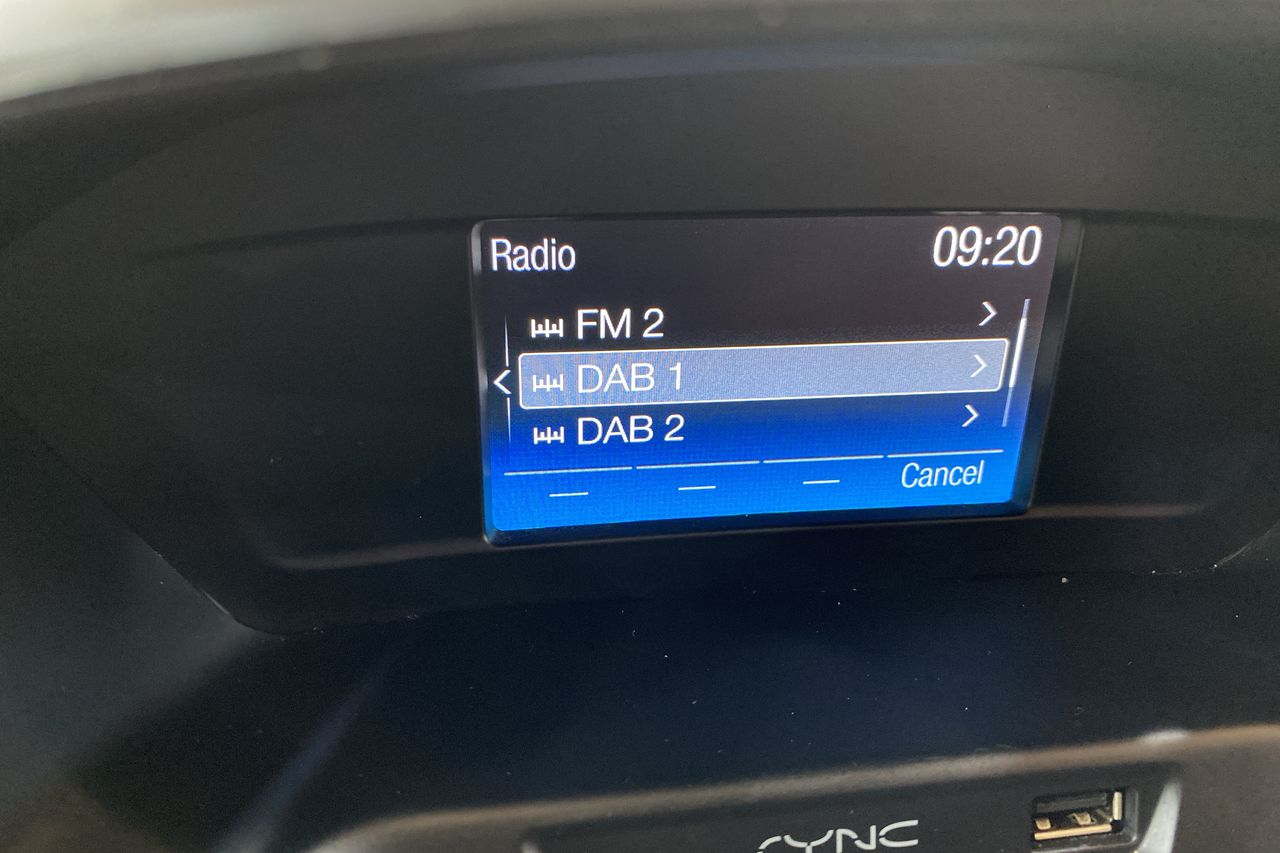 Radio
09:20
FM 2
DAB 1
DAB 2
Cancel
SYNC